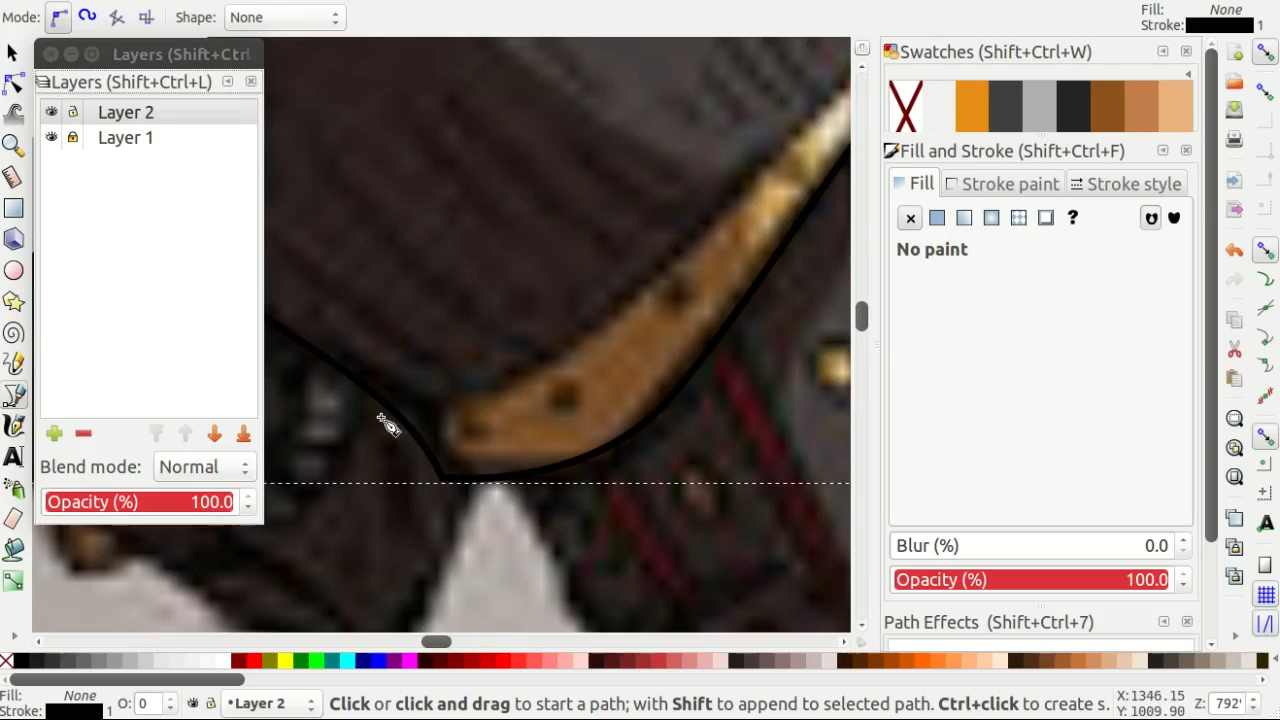 Mode:
Shape:
None
Fill:
None
Stroke:
1
Layers (Shift+Ctrl
Layers (Shift+Ctrl+L)
Layer 2
Layer 1
Blend mode:
Normal
Opacity (%)
100.0
Swatches (Shift+Ctrl+W)
Fill and Stroke (Shift+Ctrl+F)
Fill
Stroke paint
Stroke style
?
No paint
Blur (%)
0.0
Opacity (%)
100.0
Path Effects (Shift+Ctrl+7)
Fill:
None
Stroke:
1
O:
0
•Layer 2
Click or click and drag to start a path; with Shift to append to selected path. Ctrl+click to create s.
X:1346.15
Y:1009.90
Z:
792